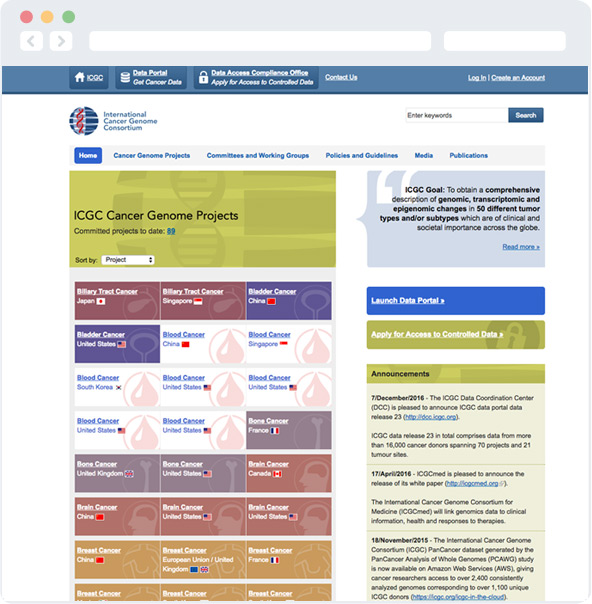 ICGC
Data Portal
Get Cancer Data
Data Access Compliance Office
Apply for Access to Controlled Data
Contact Us
Log In | Create an Account
International
Cancer Genome
Consortium
Enter keywords
Search
Home
Cancer Genome Projects
Committees and Working Groups
Policies and Guidelines
Media
Publications
ICGC Cancer Genome Projects
Committed projects to date: 89
Sort by: Project
ICGC Goal: To obtain a comprehensive
description of genomic, transcriptomic and
epigenomic changes in 50 different tumor
types and/or subtypes which are of clinical and
societal importance across the globe.
Read more »
Biliary Tract Cancer
Japan
Biliary Tract Cancer
Singapore
Bladder Cancer
China
Bladder Cancer
United States
Blood Cancer
China
Blood Cancer
Singapore
Blood Cancer
South Korea
Blood Cancer
United States
Blood Cancer
United States
Blood Cancer
United States
Blood Cancer
United States
Bone Cancer
France
Bone Cancer
United Kingdom
Bone Cancer
United States
Brain Cancer
Canada
Brain Cancer
China
Brain Cancer
United States
Brain Cancer
United States
Breast Cancer
China
Breast Cancer
European Union / United
Kingdom
Breast Cancer
France
Breast Cancer
Breast Cancer
Breast Cancer
Launch Data Portal »
Apply for Access to Controlled Data »
Announcements
7/December/2016 - The ICGC Data Coordination Center
(DCC) is pleased to announce ICGC data portal data
release 23 (http://dcc.icgc.org).
ICGC data release 23 in total comprises data from more
than 16,000 cancer donors spanning 70 projects and 21
tumour sites.
17/April/2016 - ICGCmed is pleased to announce the
release of its white paper (http://icgcmed.org).
The International Cancer Genome Consortium for
Medicine (ICGCmed) will link genomics data to clinical
information, health and responses to therapies.
18/November/2015 - The International Cancer Genome
Consortium (ICGC) PanCancer dataset generated by the
PanCancer Analysis of Whole Genomes (PCAWG) study
is now available on Amazon Web Services (AWS), giving
cancer researchers access to over 2,400 consistently
analyzed genomes corresponding to over 1,100 unique
ICGC donors (https://icgc.org/icgc-in-the-cloud).